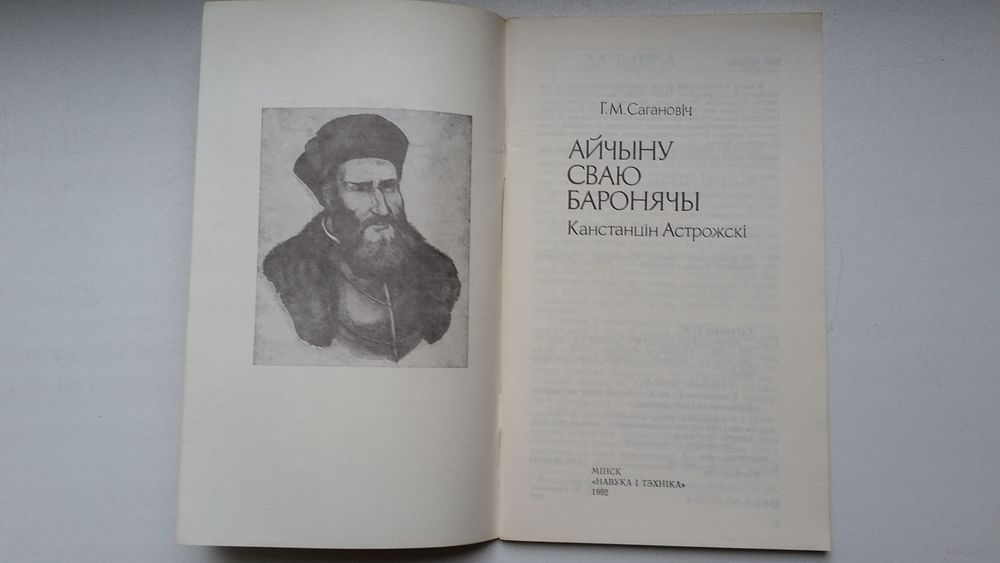 Г. М. Сагановіч
АЙЧЫНУ
СВАЮ
БАРОНЯЧЫ
Канстанцін Астрожскі
МІНСК
«НАВУКА І ТЭХНІКА»
1992